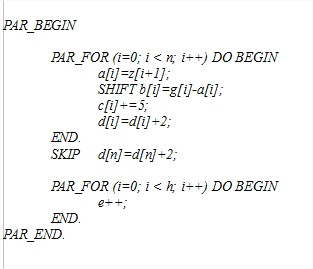 PAR_BEGIN
PAR_FOR (i=0; i < n; i++) DO BEGIN
a[i]=z[i+1];
SHIFT b[i]=g[i]-a[i];
c[i]+=5;
d[i]=d[i]+2;
END.
SKIP d[n]=d[n]+2;
PAR_FOR (i=0; i < h; i++) DO BEGIN
e++;
END.
PAR_END.